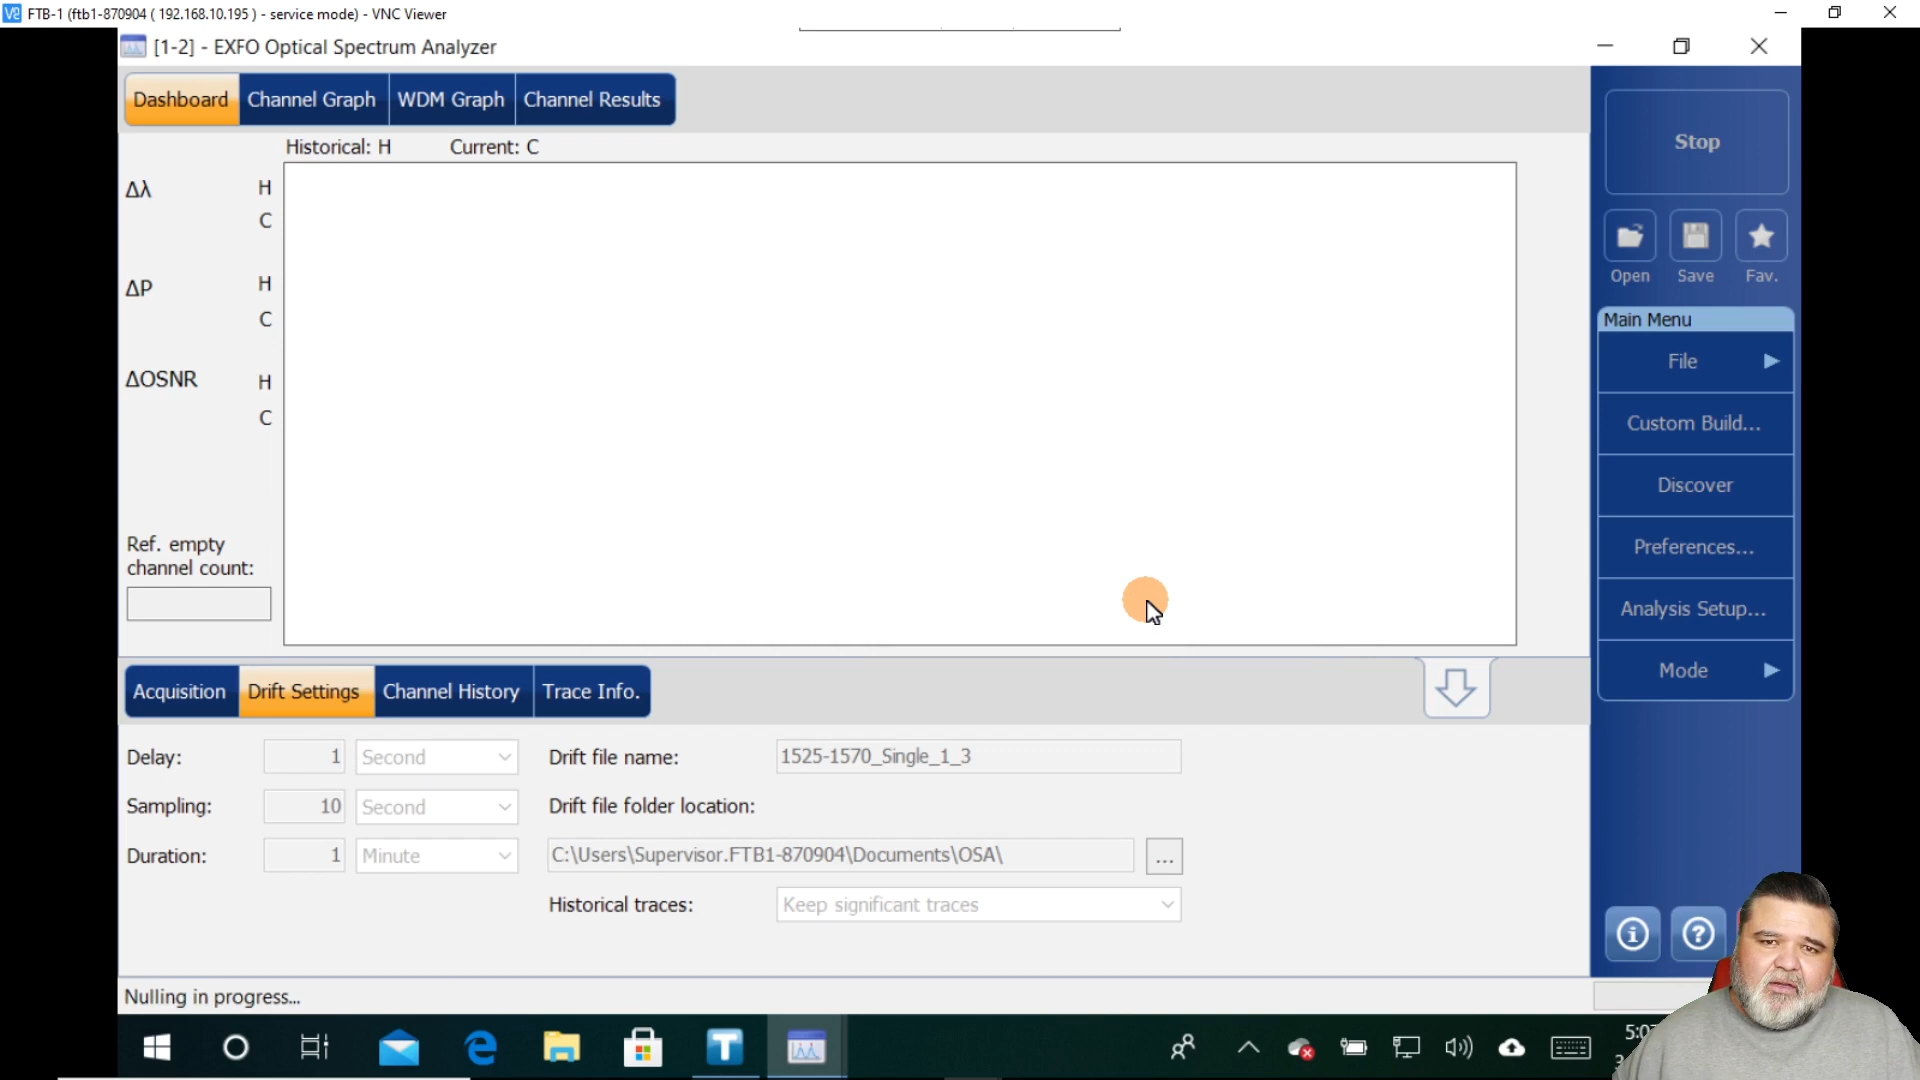 FTB-1 (ftb1-870904 ( 192.168.10.195 ) - service mode) - VNC Viewer
[1-2] - EXFO Optical Spectrum Analyzer
Dashboard Channel Graph WDM Graph Channel Results
Historical: H Current: C
Δλ H
C
ΔP H
C
ΔOSNR H
C
Ref. empty
channel count:
Stop
Open Save Fav.
Main Menu
File
Custom Build...
Discover
Preferences...
Analysis Setup...
Mode
Acquisition Drift Settings Channel History Trace Info.
Delay: 1 Second Drift file name: 1525-1570_Single_1_3
Sampling: 10 Second Drift file folder location:
Duration: 1 Minute C:\Users\Supervisor.FTB1-870904\Documents\OSA\ ...
Historical traces: Keep significant traces
Nulling in progress...